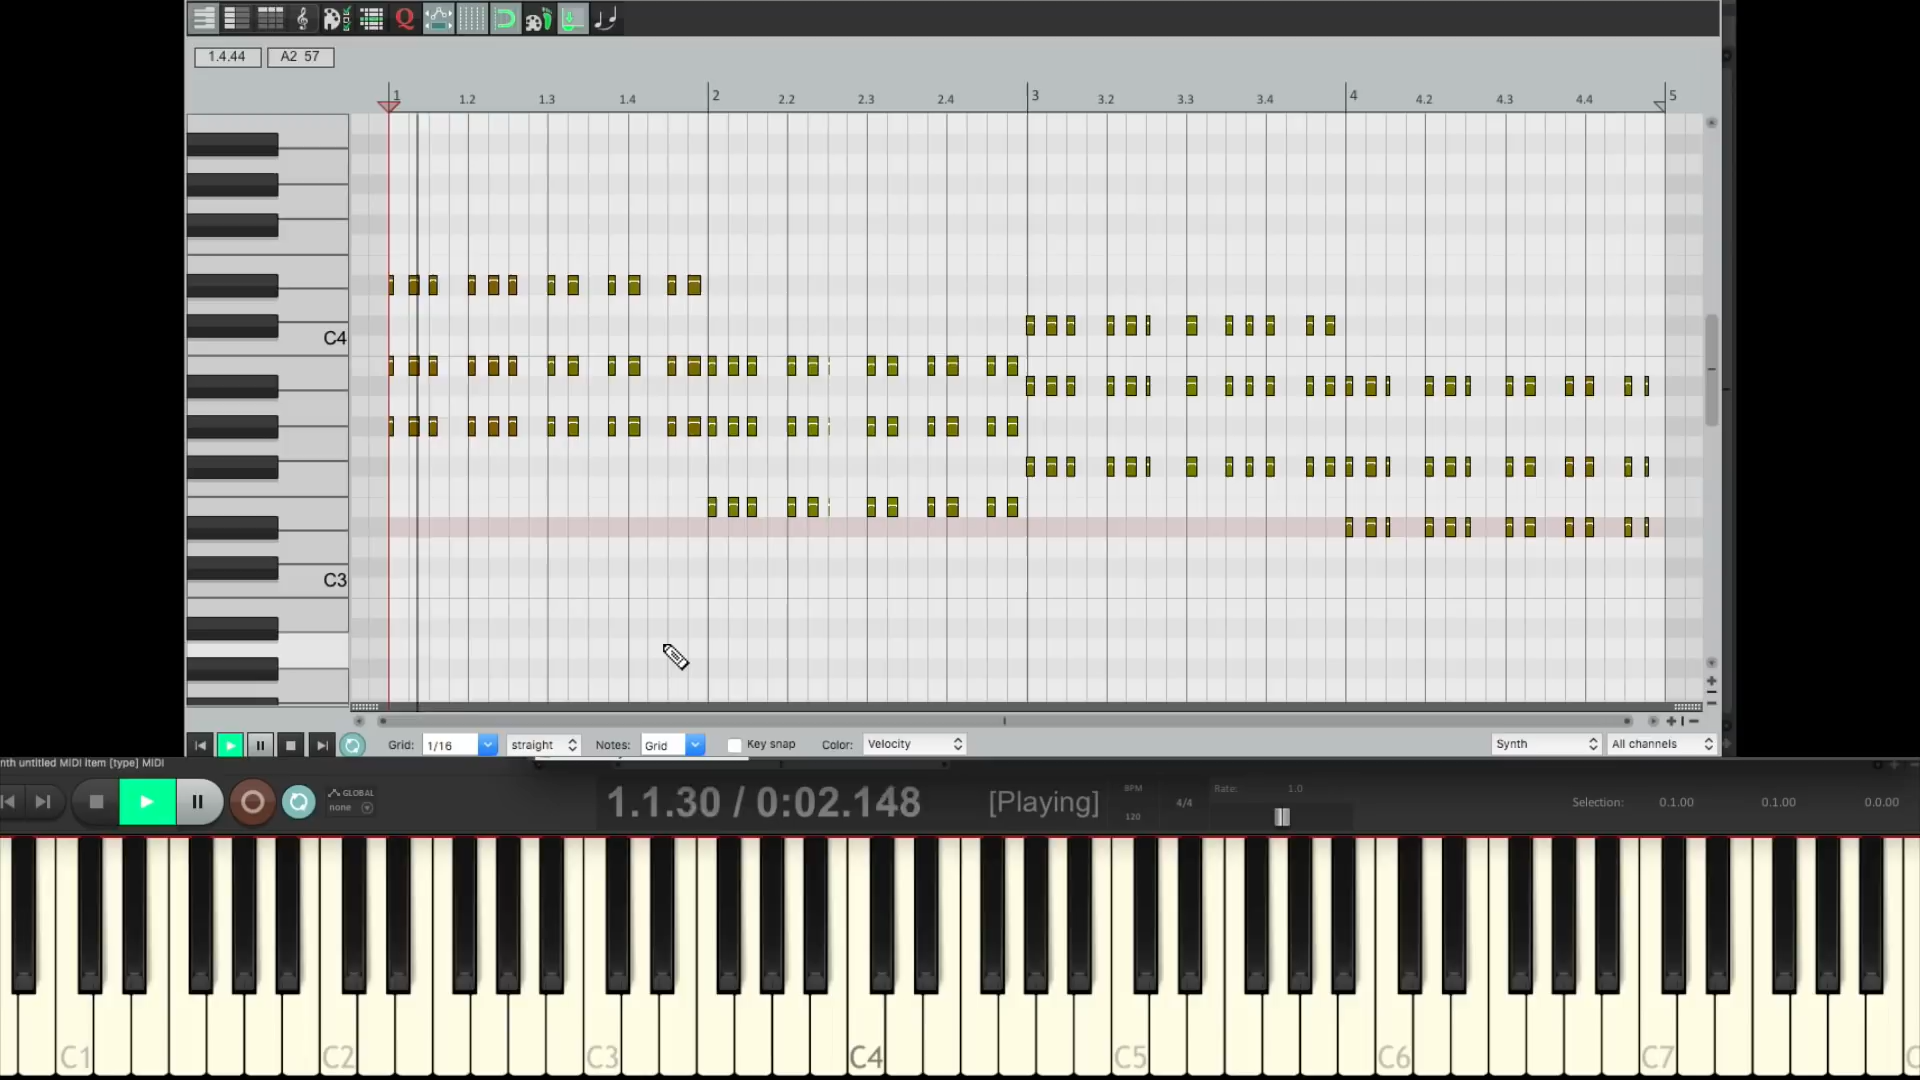 Q
1.4.44 A2 57
1 1.2 1.3 1.4 2 2.2 2.3 2.4 3 3.2 3.3 3.4 4 4.2 4.3 4.4 5
C4
C3
Grid: 1/16 straight Notes: Grid Key snap Color: Velocity Synth All channels
nth untitled MIDI item [type] MIDI
GLOBAL
none
1.1.30 / 0:02.148 [Playing]
BPM
120
4/4
Rate: 1.0
Selection: 0.1.00 0.1.00 0.0.00
C1 C2 C3 C4 C5 C6 C7 C